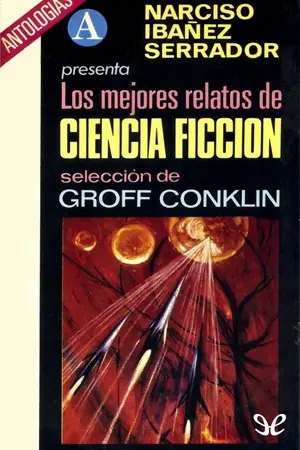 ANTOLOGIAS
A
NARCISO
IBAÑEZ
SERRADOR
presenta
Los mejores relatos de
CIENCIA FICCION
selección de
GROFF CONKLIN